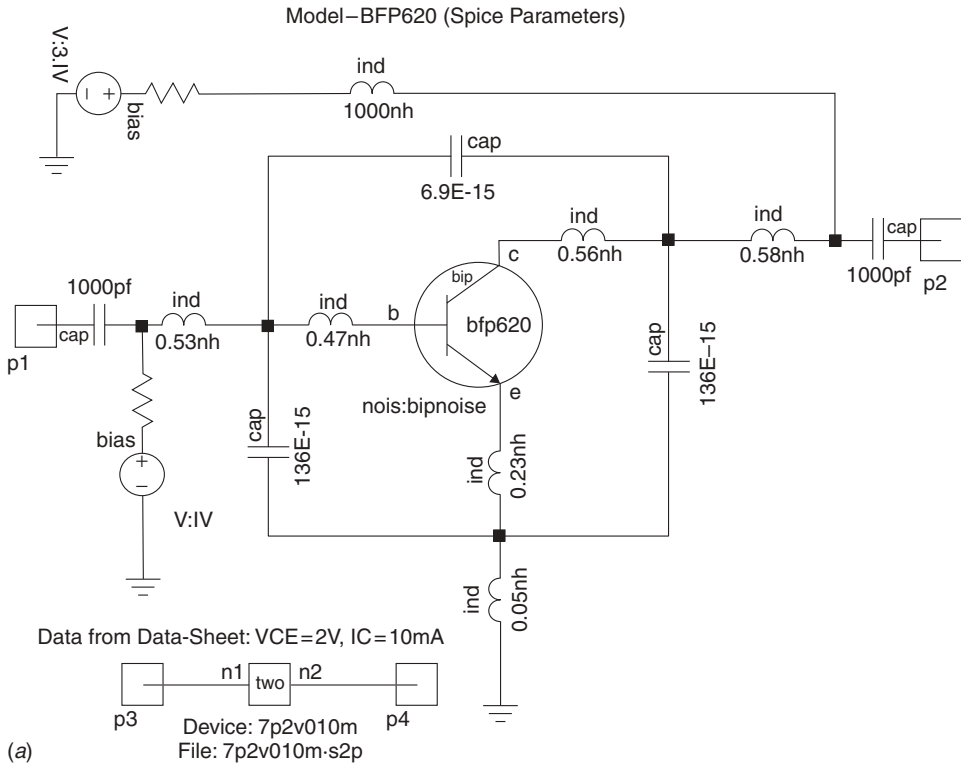 Model–BFP620 (Spice Parameters)
V:3.IV
bias
ind
1000nh
cap
6.9E-15
ind
0.56nh
ind
0.58nh
cap
1000pf
p2
c
bip
b
bfp620
e
nois:bipnoise
1000pf
cap
p1
ind
0.53nh
ind
0.47nh
bias
V:IV
cap
136E-15
cap
136E–15
ind
0.23nh
ind
0.05nh
Data from Data-Sheet: VCE=2V, IC=10mA
n1
two
n2
p3
p4
Device: 7p2v010m
File: 7p2v010m·s2p
(a)